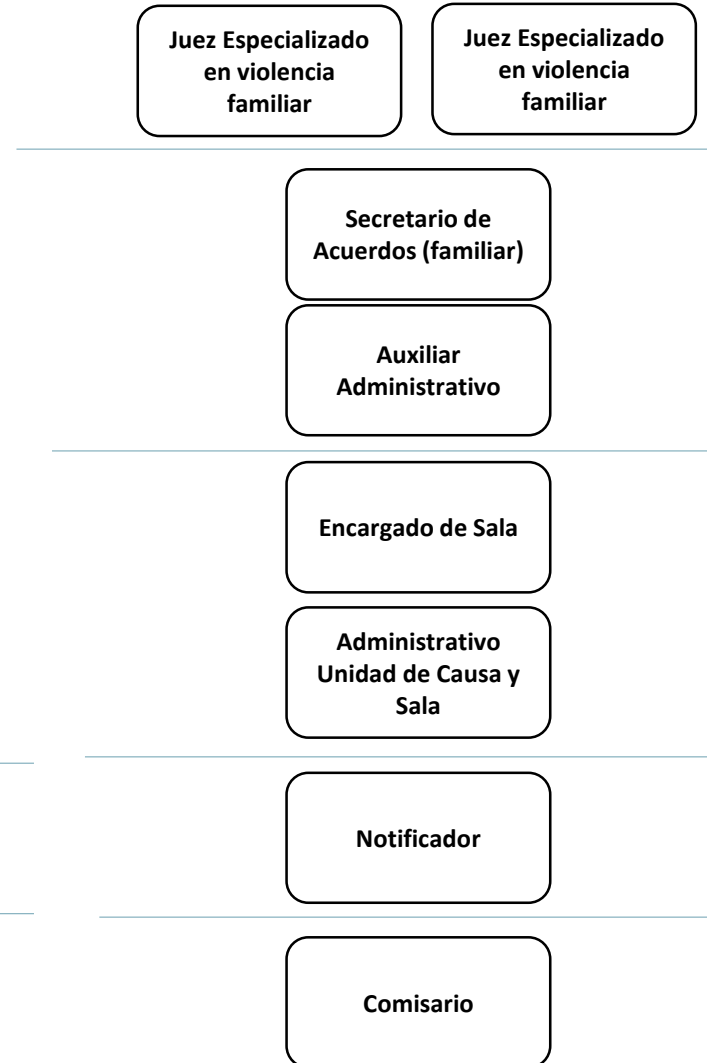 Juez Especializado
en violencia
familiar
Juez Especializado
en violencia
familiar
Secretario de
Acuerdos (familiar)
Auxiliar
Administrativo
Encargado de Sala
Administrativo
Unidad de Causa y
Sala
Notificador
Comisario